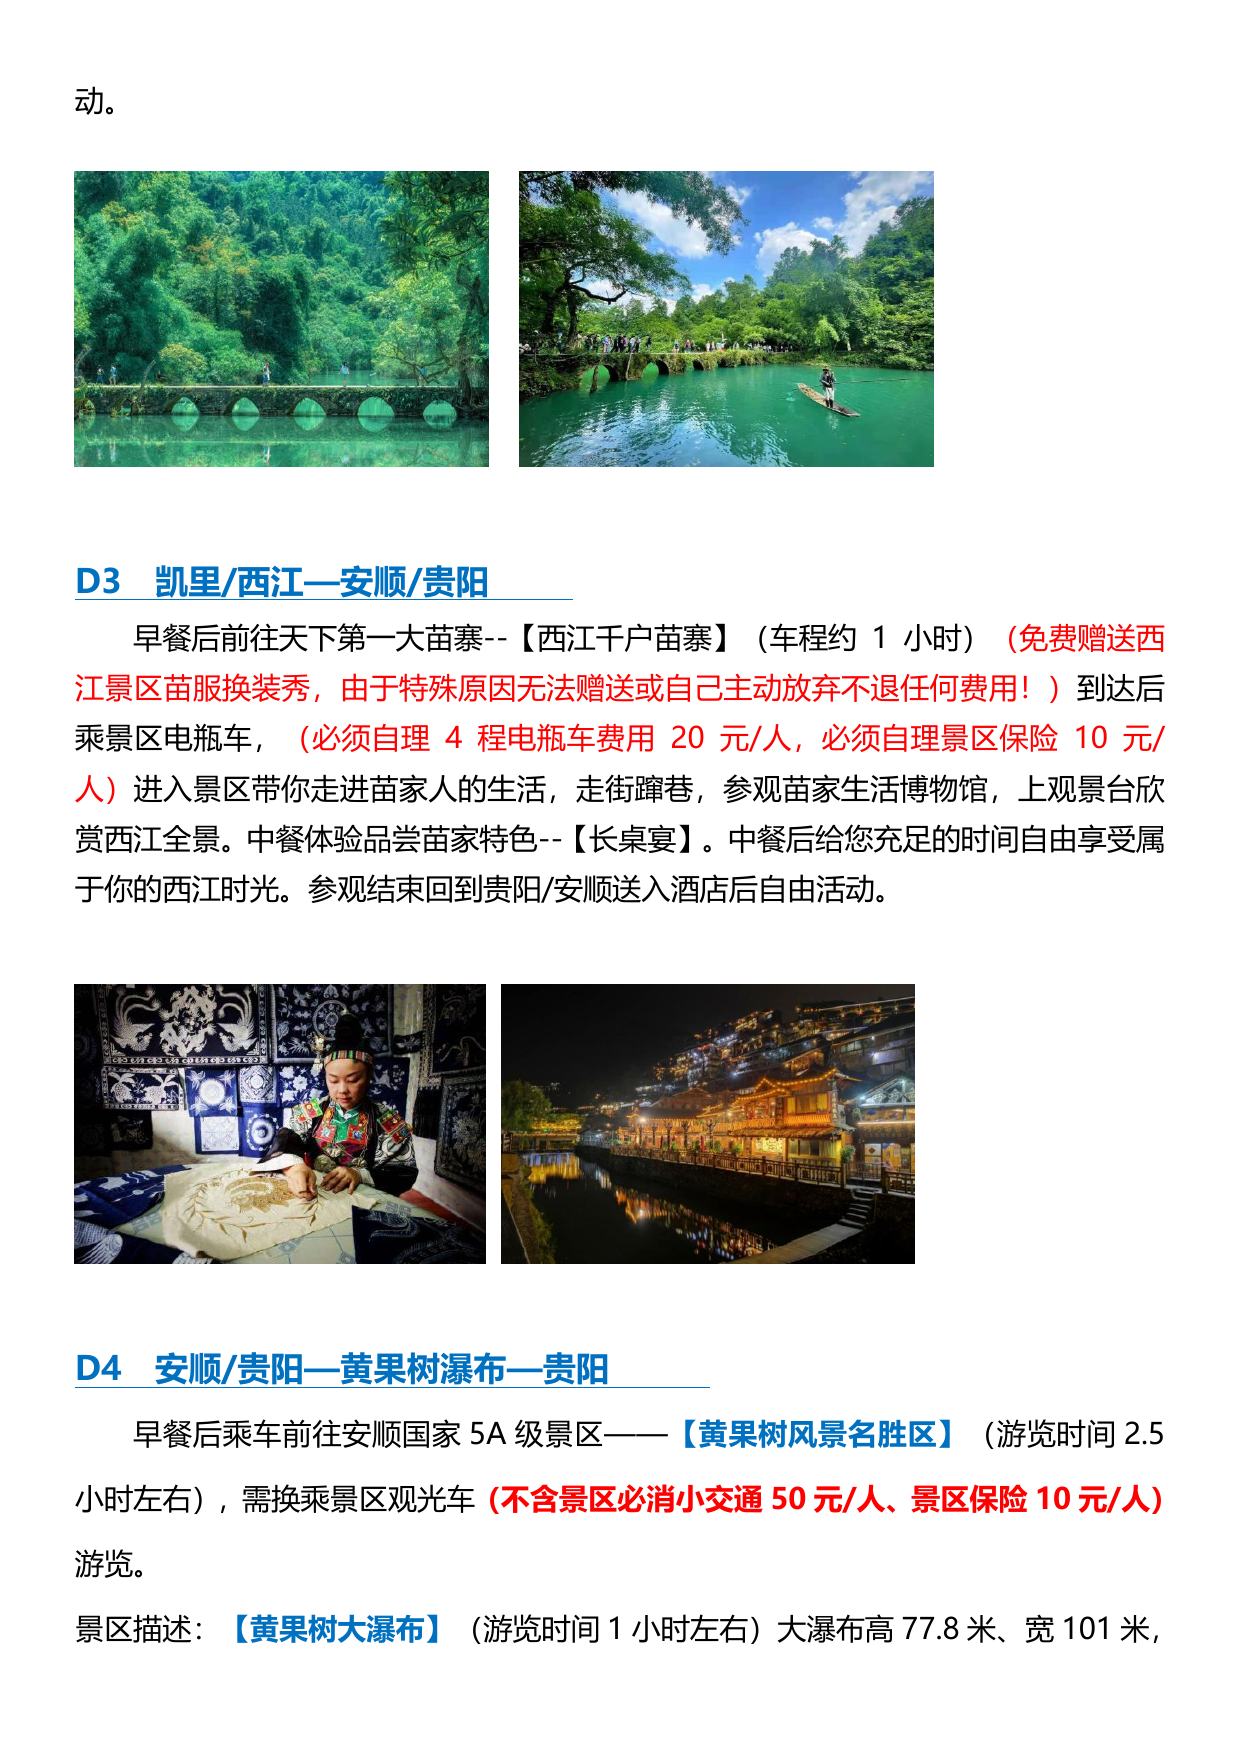 动。
D3 凯里/西江—安顺/贵阳
早餐后前往天下第一大苗寨--【西江千户苗寨】（车程约 1 小时）（免费赠送西
江景区苗服换装秀，由于特殊原因无法赠送或自己主动放弃不退任何费用！）到达后
乘景区电瓶车，（必须自理 4 程电瓶车费用 20 元/人，必须自理景区保险 10 元/
人）进入景区带你走进苗家人的生活，走街蹿巷，参观苗家生活博物馆，上观景台欣
赏西江全景。中餐体验品尝苗家特色--【长桌宴】。中餐后给您充足的时间自由享受属
于你的西江时光。参观结束回到贵阳/安顺送入酒店后自由活动。
D4 安顺/贵阳—黄果树瀑布—贵阳
早餐后乘车前往安顺国家 5A 级景区——【黄果树风景名胜区】（游览时间 2.5
小时左右），需换乘景区观光车（不含景区必消小交通 50 元/人、景区保险 10 元/人）
游览。
景区描述：【黄果树大瀑布】（游览时间 1 小时左右）大瀑布高 77.8 米、宽 101 米，